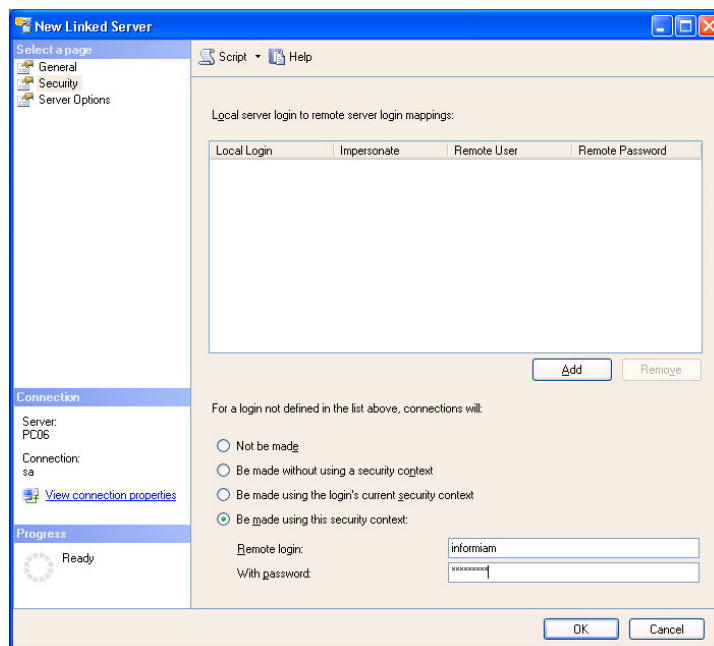 New Linked Server
Select a page
General
Security
Server Options
Script
Help
Local server login to remote server login mappings:
Local Login Impersonate Remote User Remote Password
Add Remove
Connection
Server:
PC06
Connection:
sa
View connection properties
Progress
Ready
For a login not defined in the list above, connections will:
Not be made
Be made without using a security context
Be made using the login's current security context
Be made using this security context:
Remote login: informiam
With password: *********
OK Cancel